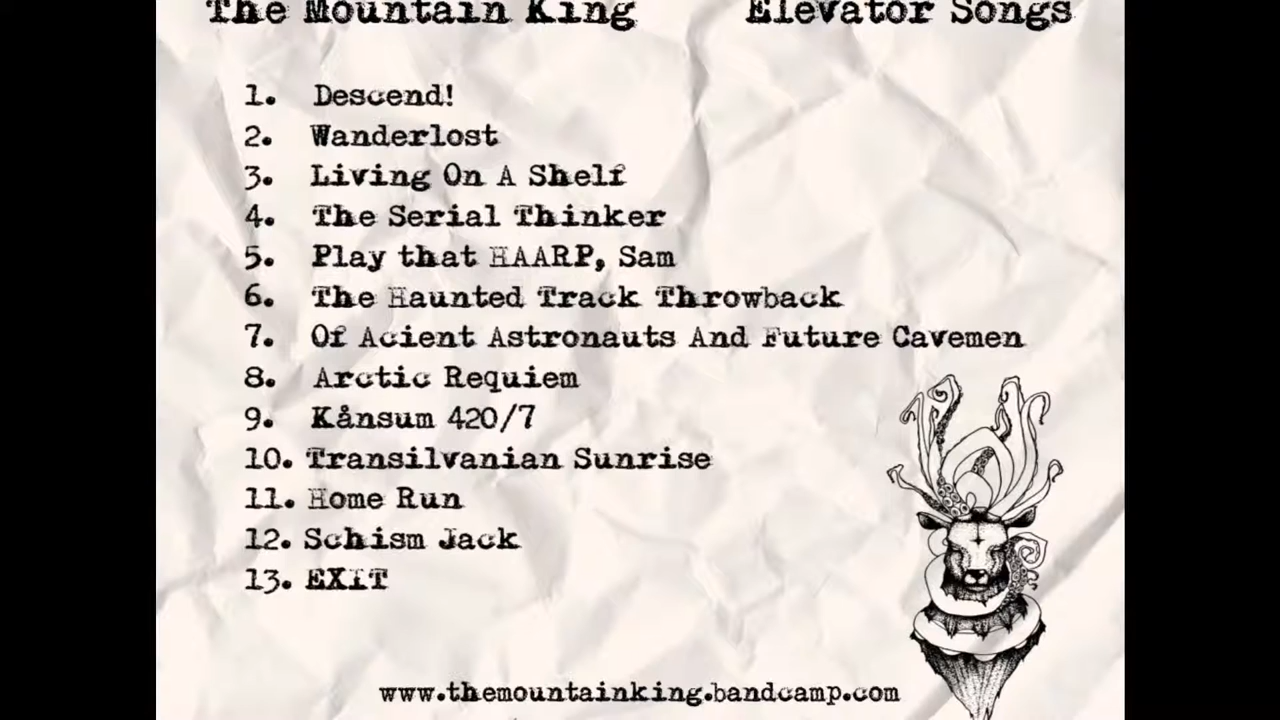 The Mountain King Elevator Songs
1. Descend!
2. Wanderlost
3. Living On A Shelf
4. The Serial Thinker
5. Play that HAARP, Sam
6. The Haunted Track Throwback
7. Of Acient Astronauts And Future Cavemen
8. Arctic Requiem
9. Kånsum 420/7
10. Transilvanian Sunrise
11. Home Run
12. Schism Jack
13. EXIT
www.themountainking.bandcamp.com